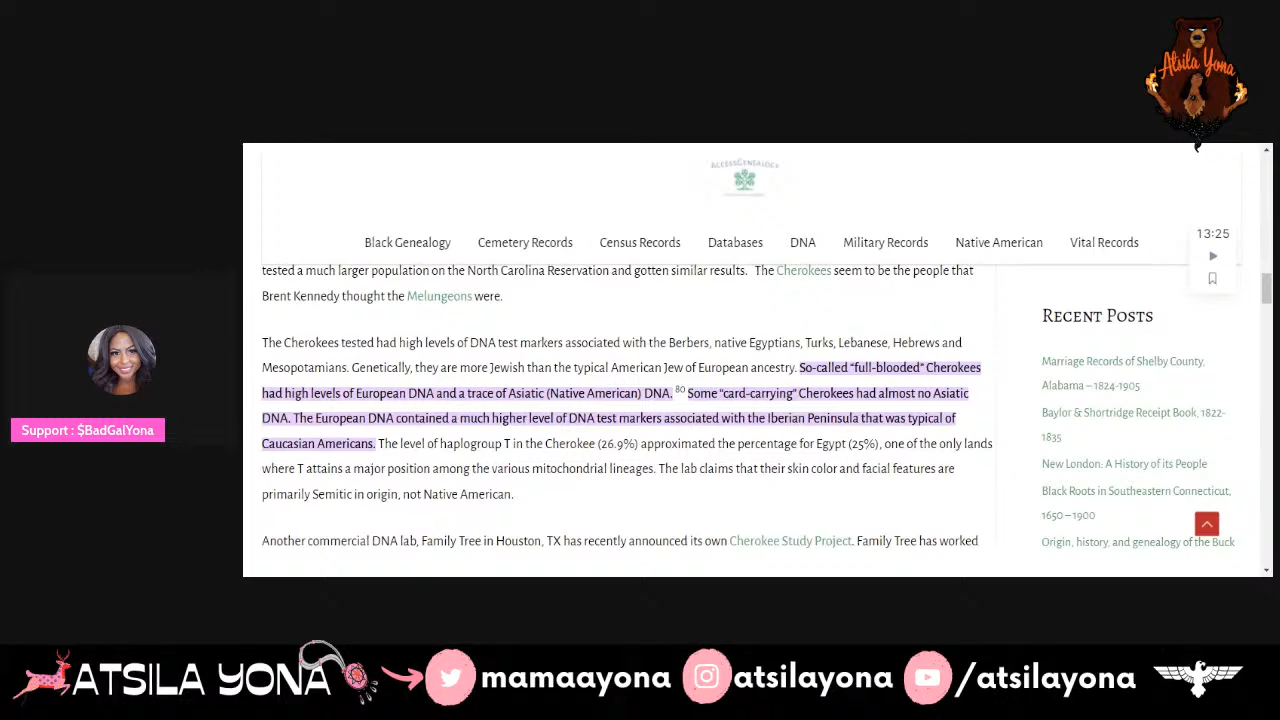 Atsila Yona
AccessGenealogy
Black Genealogy Cemetery Records Census Records Databases DNA Military Records Native American Vital Records
13:25
tested a much larger population on the North Carolina Reservation and gotten similar results. The Cherokees seem to be the people that
Brent Kennedy thought the Melungeons were.
The Cherokees tested had high levels of DNA test markers associated with the Berbers, native Egyptians, Turks, Lebanese, Hebrews and
Mesopotamians. Genetically, they are more Jewish than the typical American Jew of European ancestry. So-called “full-blooded” Cherokees
had high levels of European DNA and a trace of Asiatic (Native American) DNA. 80 Some “card-carrying” Cherokees had almost no Asiatic
DNA. The European DNA contained a much higher level of DNA test markers associated with the Iberian Peninsula that was typical of
Caucasian Americans. The level of haplogroup T in the Cherokee (26.9%) approximated the percentage for Egypt (25%), one of the only lands
where T attains a major position among the various mitochondrial lineages. The lab claims that their skin color and facial features are
primarily Semitic in origin, not Native American.
Another commercial DNA lab, Family Tree in Houston, TX has recently announced its own Cherokee Study Project. Family Tree has worked
Recent Posts
Marriage Records of Shelby County,
Alabama – 1824-1905
Baylor & Shortridge Receipt Book, 1822-
1835
New London: A History of its People
Black Roots in Southeastern Connecticut,
1650 – 1900
Origin, history, and genealogy of the Buck
Support : $BadGalYona
ATSILA YONA mamaayona atsilayona /atsilayona